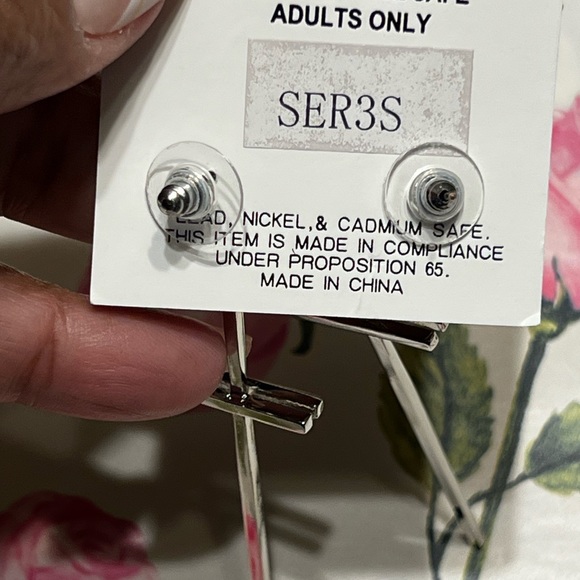 ADULTS ONLY
SER3S
LEAD, NICKEL,& CADMIUM SAFE.
THIS ITEM IS MADE IN COMPLIANCE
UNDER PROPOSITION 65.
MADE IN CHINA